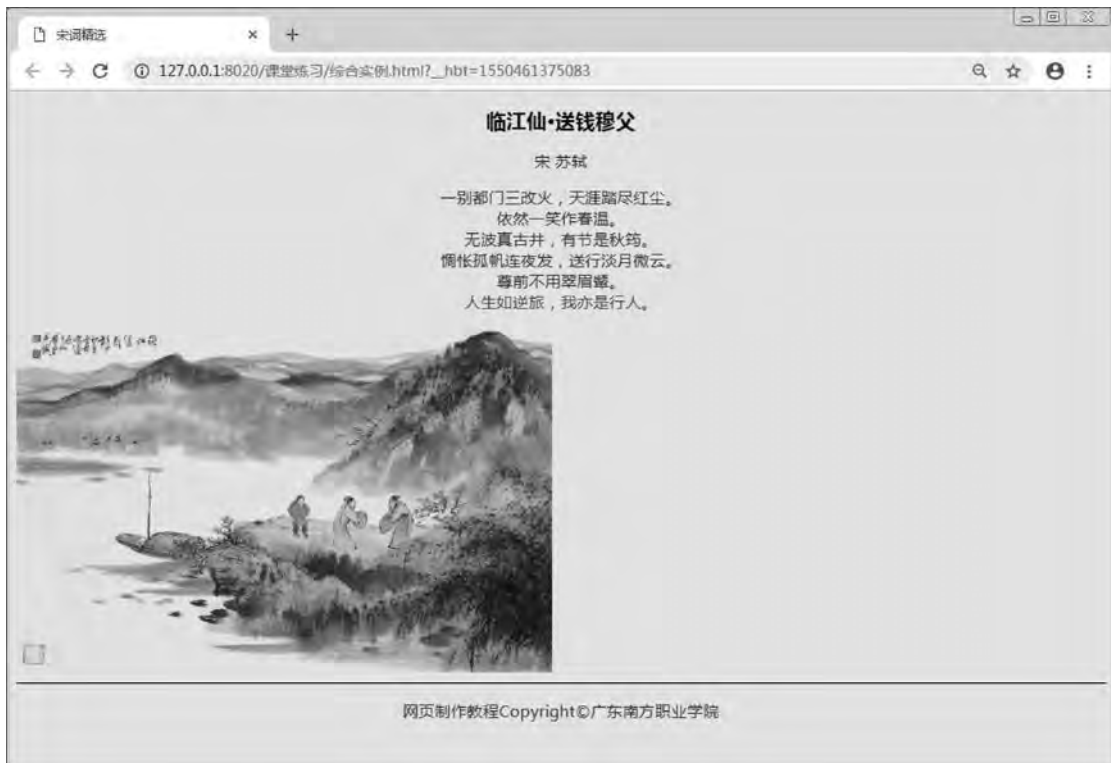 宋词精选
127.0.0.1:8020/课堂练习/综合实例.html?__hbt=1550461375083
临江仙·送钱穆父
宋 苏轼
一别都门三改火，天涯踏尽红尘。
依然一笑作春温。
无波真古井，有节是秋筠。
惆怅孤帆连夜发，送行淡月微云。
尊前不用翠眉颦。
人生如逆旅，我亦是行人。
网页制作教程Copyright©广东南方职业学院